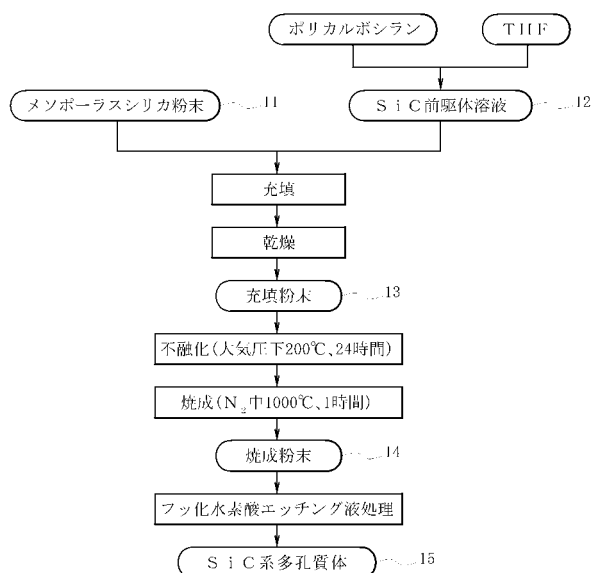 ポリカルボシラン
THF
メソポーラスシリカ粉末
11
SiC前駆体溶液
12
充填
乾燥
充填粉末
13
不融化(大気圧下200℃、24時間)
焼成(N₂中1000℃、1時間)
焼成粉末
14
フッ化水素酸エッチング液処理
SiC系多孔質体
15